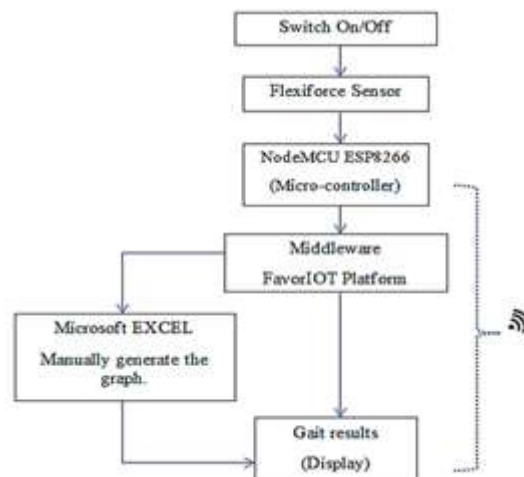 Switch On/Off
Flexiforce Sensor
NodeMCU ESP8266
(Micro-controller)
Middleware
FavorIOT Platform
Microsoft EXCEL
Manually generate the
graph.
Gait results
(Display)